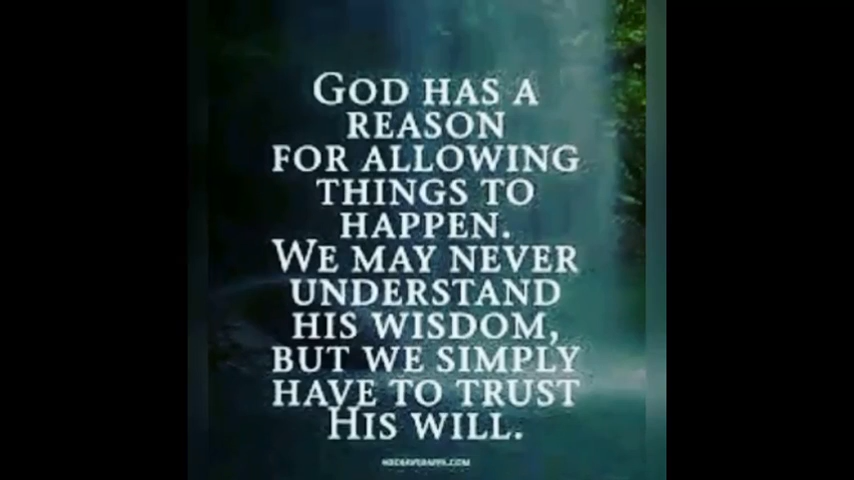 GOD HAS A
REASON
FOR ALLOWING
THINGS TO
HAPPEN.
WE MAY NEVER
UNDERSTAND
HIS WISDOM,
BUT WE SIMPLY
HAVE TO TRUST
HIS WILL.